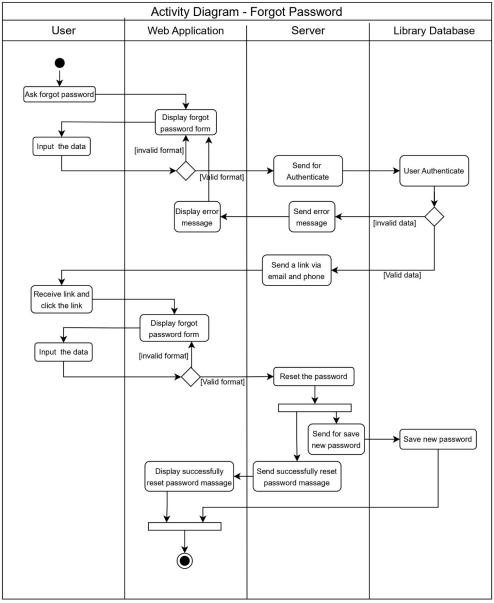 Activity Diagram - Forgot Password
User
Web Application
Server
Library Database
Ask forgot password
Display forgot
password form
Input the data
[invalid format]
[Valid format]
Send for
Authenticate
User Authenticate
Display error
message
Send error
message
[invalid data]
Send a link via
email and phone
[Valid data]
Receive link and
click the link
Display forgot
password form
Input the data
[invalid format]
[Valid format]
Reset the password
Send for save
new password
Save new password
Display successfully
reset password massage
Send successfully reset
password massage